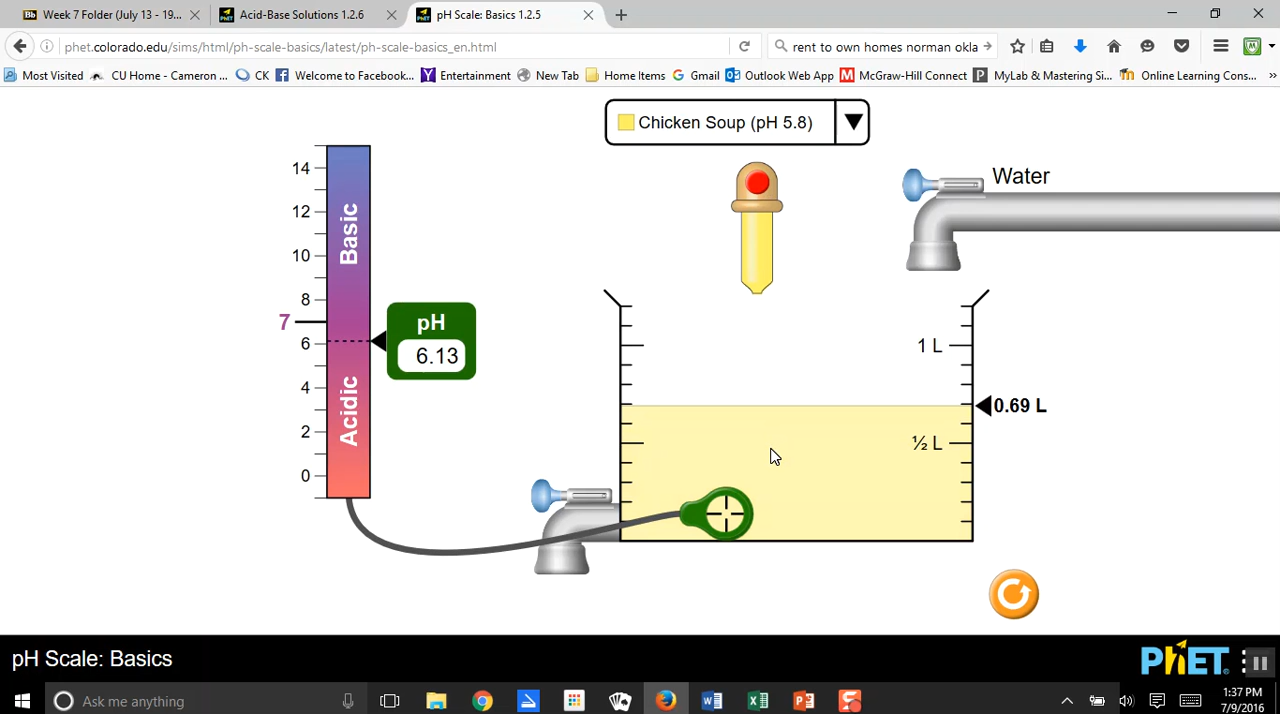 Week 7 Folder (July 13 - 19...
Acid-Base Solutions 1.2.6
pH Scale: Basics 1.2.5
phet.colorado.edu/sims/html/ph-scale-basics/latest/ph-scale-basics_en.html
rent to own homes norman okla
Most Visited
CU Home - Cameron ...
CK
Welcome to Facebook...
Entertainment
New Tab
Home Items
Gmail
Outlook Web App
McGraw-Hill Connect
MyLab & Mastering Si...
Online Learning Cons...
Chicken Soup (pH 5.8)
Water
14
12
10
8
7
6
4
2
0
Basic
Acidic
pH
6.13
1 L
0.69 L
½ L
pH Scale: Basics
PhET
Ask me anything
1:37 PM
7/9/2016